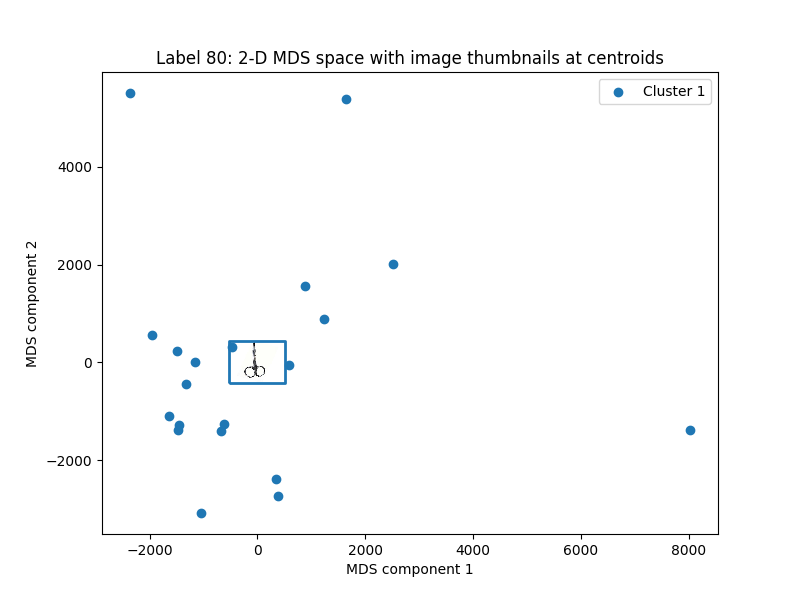 Label 80: 2-D MDS space with image thumbnails at centroids
Cluster 1
4000
2000
0
−2000
MDS component 2
−2000
0
2000
4000
6000
8000
MDS component 1